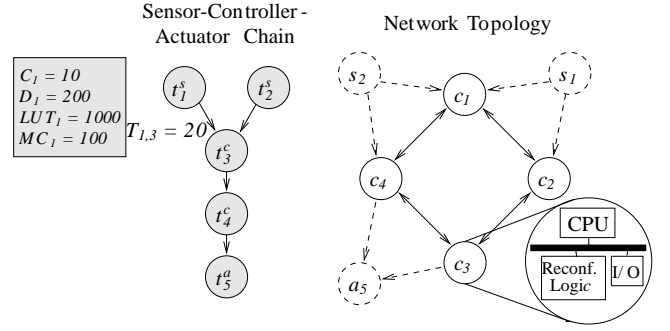 Sensor-Controller-
Actuator Chain
Network Topology
C₁ = 10
D₁ = 200
LUT₁ = 1000
MC₁ = 100
t₁ˢ
t₂ˢ
T₁,₃ = 20
t₃ᶜ
t₄ᶜ
t₅ᵃ
s₂
s₁
c₁
c₄
c₂
c₃
a₅
CPU
Reconf.
Logic
I/O